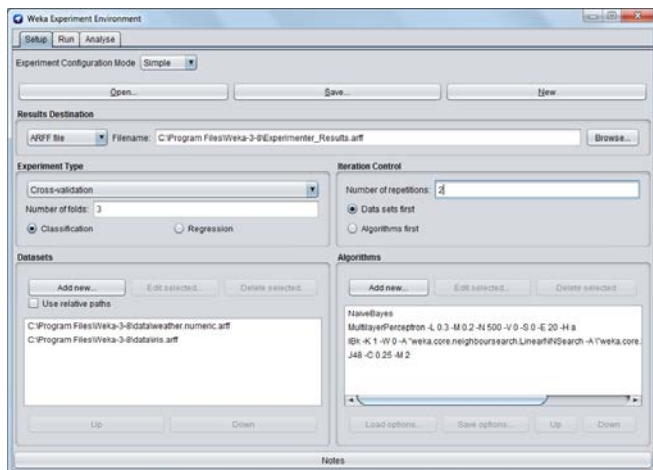 Weka Experiment Environment
Setup Run Analyse
Experiment Configuration Mode Simple
Open... Save... New
Results Destination
ARFF file Filename: C:\Program Files\Weka-3-8\Experimenter_Results.arff Browse...
Experiment Type
Cross-validation
Number of folds: 3
Classification Regression
Iteration Control
Number of repetitions: 2
Data sets first
Algorithms first
Datasets
Add new... Edit selected... Delete selected
Use relative paths
C:\Program Files\Weka-3-8\data\weather.numeric.arff
C:\Program Files\Weka-3-8\data\iris.arff
Up Down
Algorithms
Add new... Edit selected... Delete selected
NaiveBayes
MultilayerPerceptron -L 0.3 -M 0.2 -N 500 -V 0 -S 0 -E 20 -H a
IBk -K 1 -W 0 -A "weka.core.neighboursearch.LinearNNSearch -A \"weka.core.
J48 -C 0.25 -M 2
Load options... Save options... Up Down
Notes